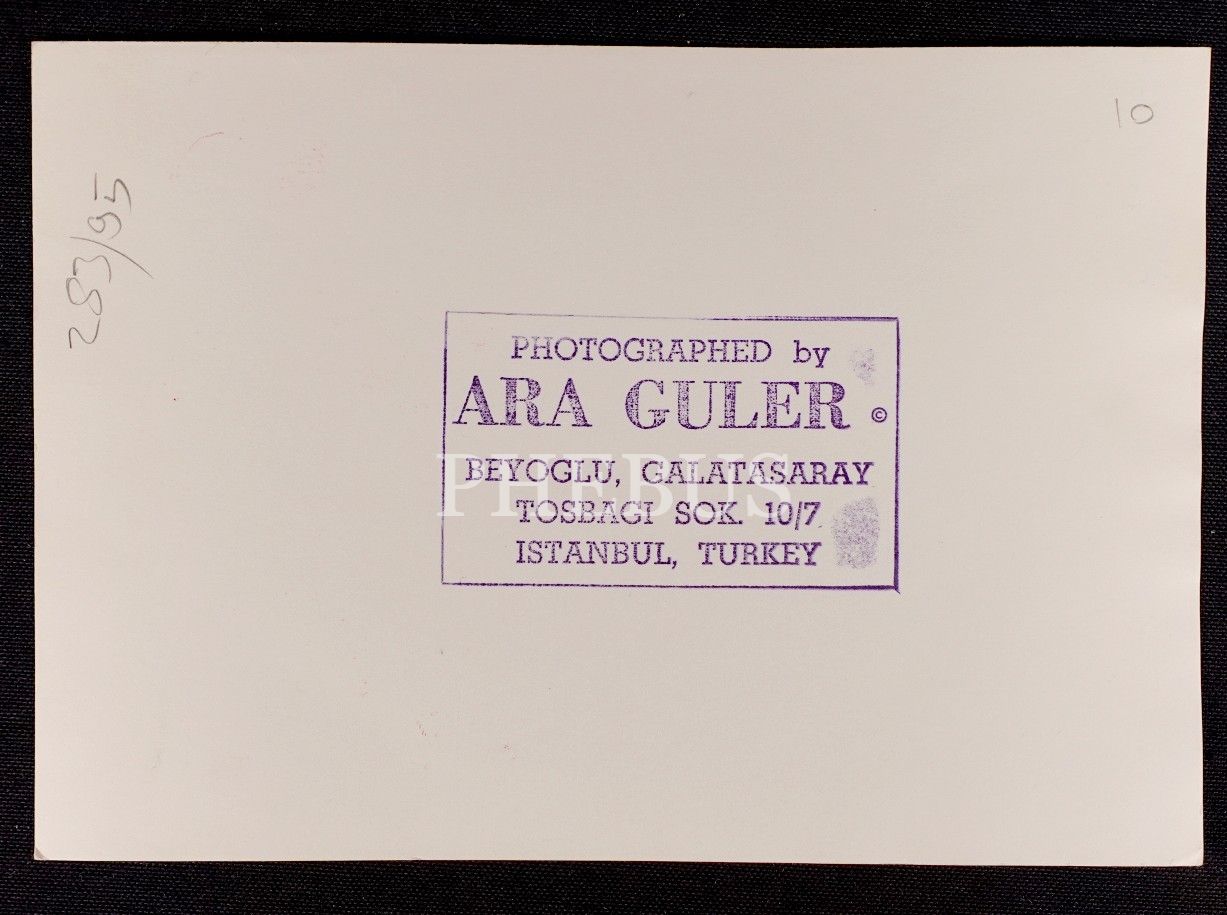 10
283/95
PHOTOGRAPHED by
ARA GULER ©
BEYOGLU, GALATASARAY
PHEBUS
TOSBAGI SOK. 10/7
ISTANBUL, TURKEY